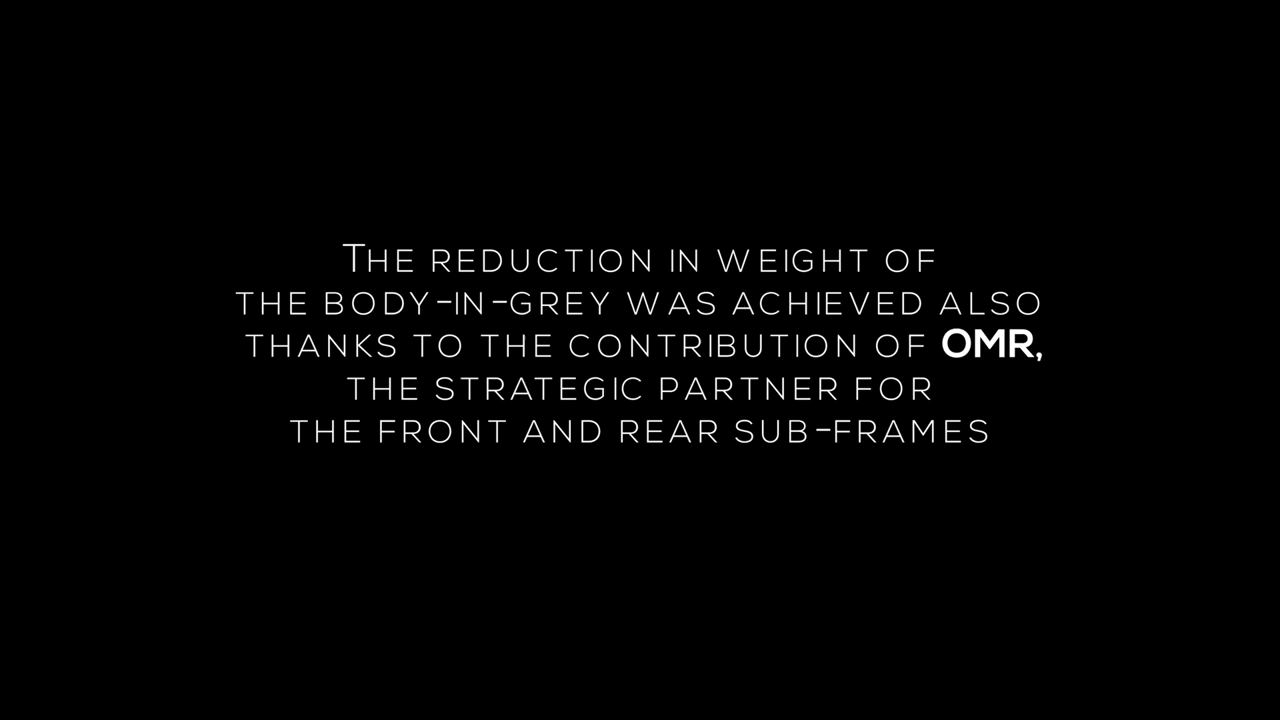 The reduction in weight of
the body-in-grey was achieved also
thanks to the contribution of OMR,
the strategic partner for
the front and rear sub-frames